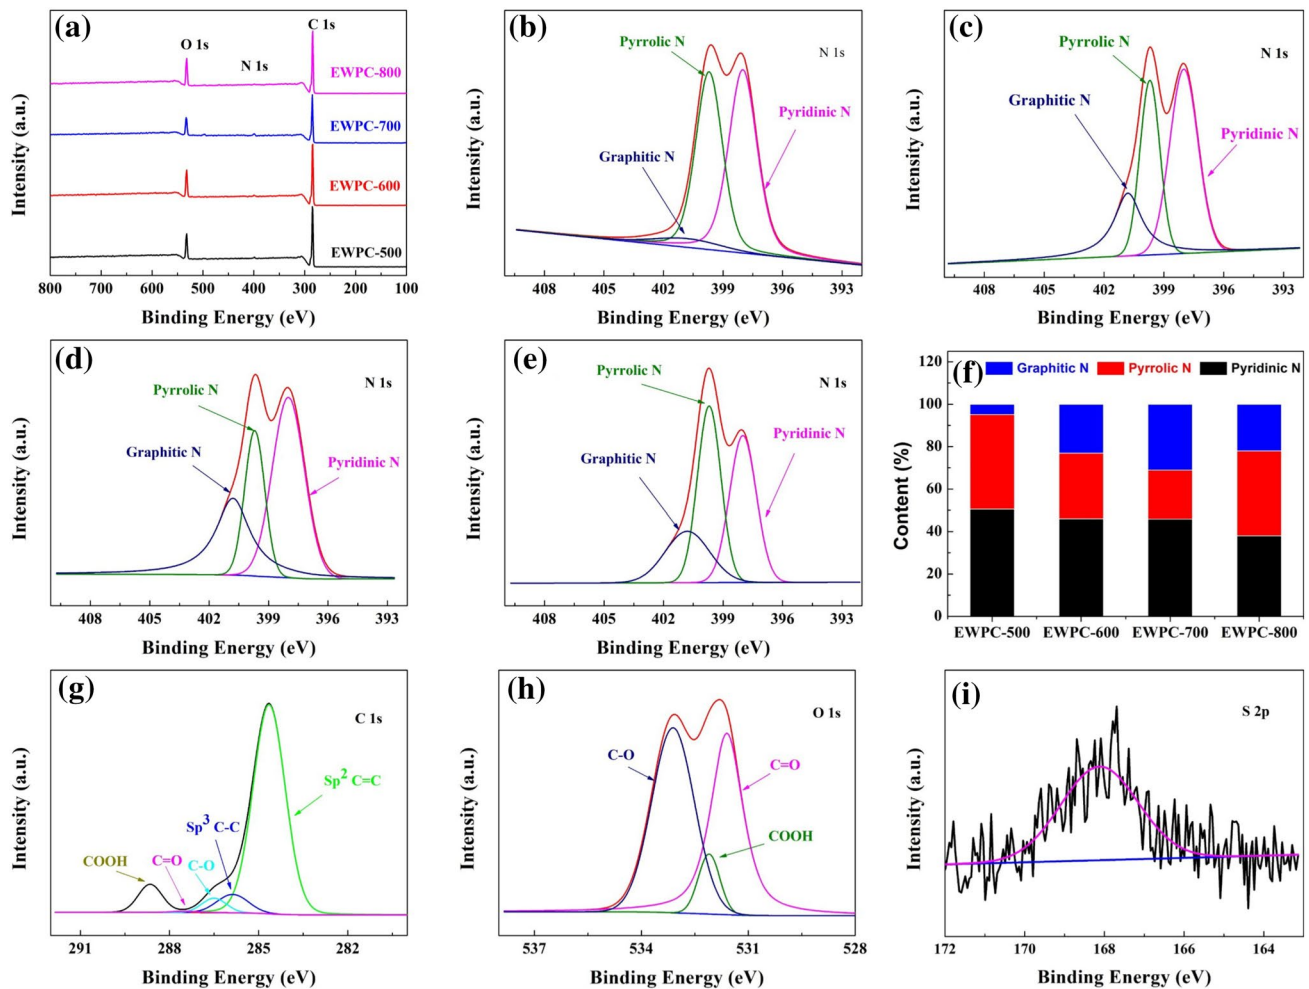 (a)
C 1s
O 1s
N 1s
EWPC-800
EWPC-700
EWPC-600
EWPC-500
Intensity (a.u.)
800 700 600 500 400 300 200 100
Binding Energy (eV)
(b)
N 1s
Pyrrolic N
Pyridinic N
Graphitic N
Intensity (a.u.)
408 405 402 399 396 393
Binding Energy (eV)
(c)
N 1s
Pyrrolic N
Graphitic N
Pyridinic N
Intensity (a.u.)
408 405 402 399 396 393
Binding Energy (eV)
(d)
N 1s
Pyrrolic N
Graphitic N
Pyridinic N
Intensity (a.u.)
408 405 402 399 396 393
Binding Energy (eV)
(e)
N 1s
Pyrrolic N
Pyridinic N
Graphitic N
Intensity (a.u.)
408 405 402 399 396 393
Binding Energy (eV)
(f)
Graphitic N Pyrrolic N Pyridinic N
120
100
80
60
40
20
0
Content (%)
EWPC-500 EWPC-600 EWPC-700 EWPC-800
(g)
C 1s
Sp2 C=C
Sp3 C-C
COOH
C=O
C-O
Intensity (a.u.)
291 288 285 282
Binding Energy (eV)
(h)
O 1s
C-O
C=O
COOH
Intensity (a.u.)
537 534 531 528
Binding Energy (eV)
(i)
S 2p
Intensity (a.u.)
172 170 168 166 164
Binding Energy (eV)